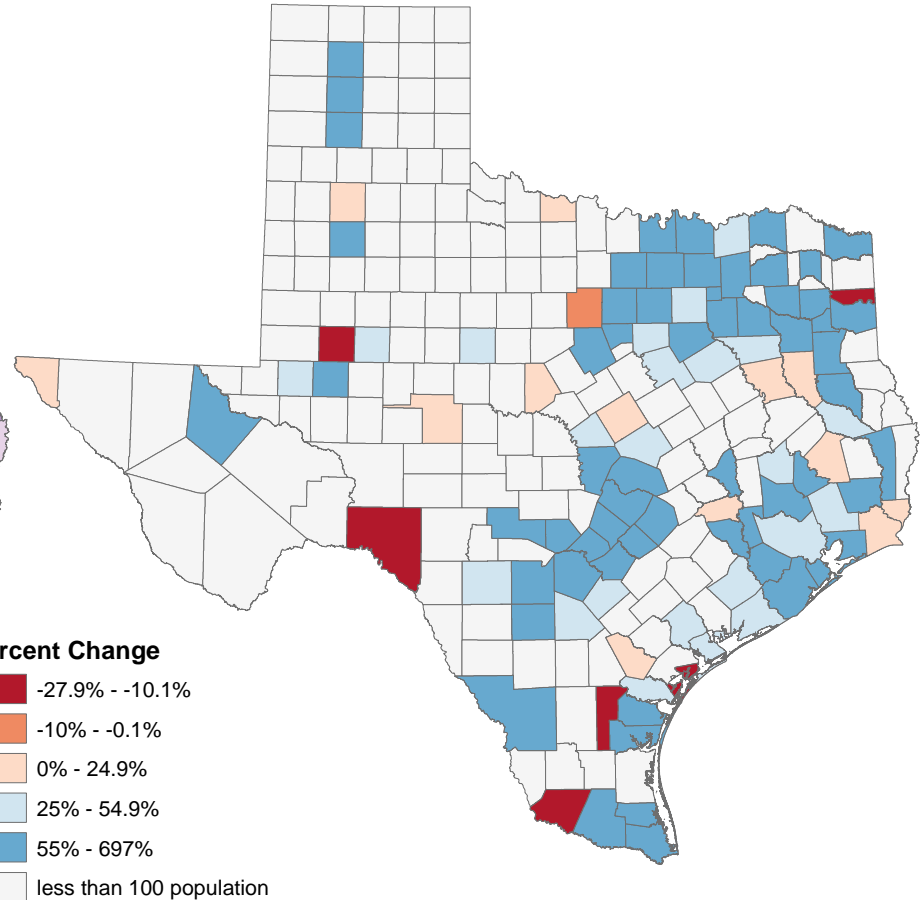 rcent Change
-27.9% - -10.1%
-10% - -0.1%
0% - 24.9%
25% - 54.9%
55% - 697%
less than 100 population